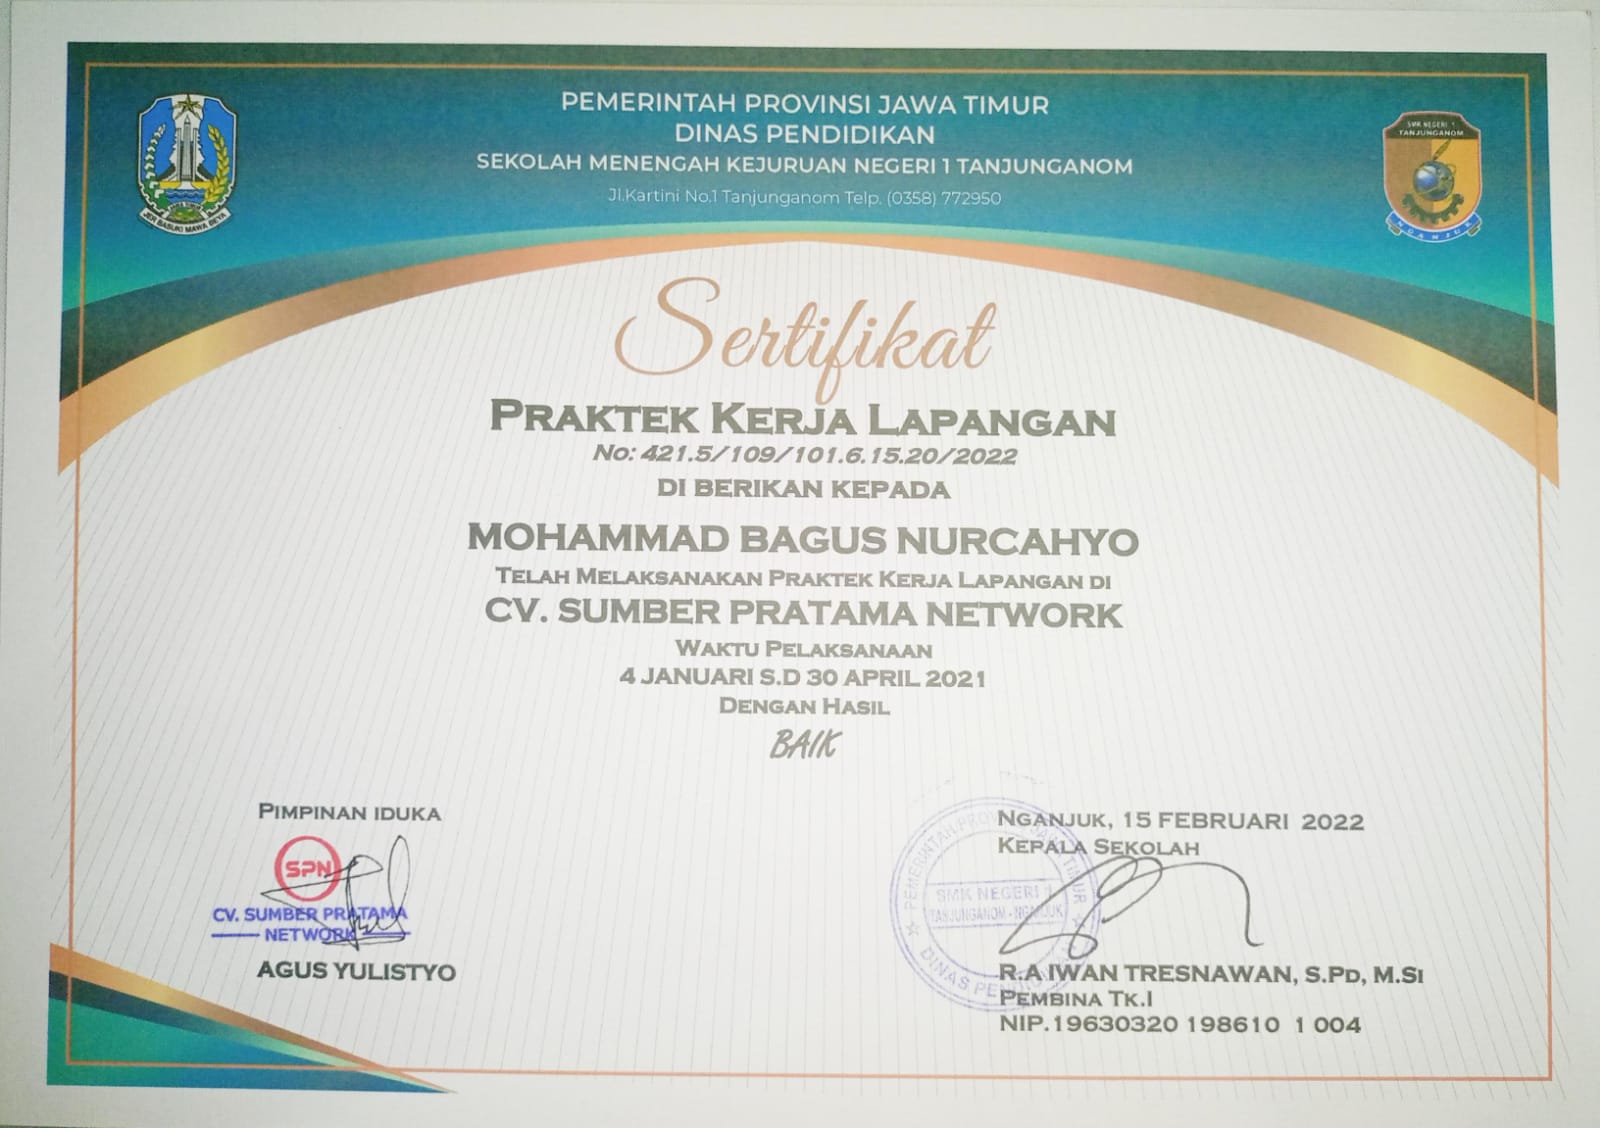 PEMERINTAH PROVINSI JAWA TIMUR
DINAS PENDIDIKAN
SEKOLAH MENENGAH KEJURUAN NEGERI 1 TANJUNGANOM
Jl.Kartini No.1 Tanjunganom Telp. (0358) 772950
JAWA TIMUR
JER BASUKI MAWA BEYA
SMK NEGERI 1
TANJUNGANOM
NGANJUK
Sertifikat
PRAKTEK KERJA LAPANGAN
No: 421.5/109/101.6.15.20/2022
DI BERIKAN KEPADA
MOHAMMAD BAGUS NURCAHYO
TELAH MELAKSANAKAN PRAKTEK KERJA LAPANGAN DI
CV. SUMBER PRATAMA NETWORK
WAKTU PELAKSANAAN
4 JANUARI S.D 30 APRIL 2021
DENGAN HASIL
BAIK
PIMPINAN IDUKA
SPN
CV. SUMBER PRATAMA
NETWORK
AGUS YULISTYO
NGANJUK, 15 FEBRUARI 2022
KEPALA SEKOLAH
PEMERINTAH PROVINSI JAWA TIMUR
SMK NEGERI 1
TANJUNGANOM - NGANJUK
DINAS PENDIDIKAN
R.A IWAN TRESNAWAN, S.PD, M.SI
PEMBINA TK.I
NIP.19630320 198610 1 004